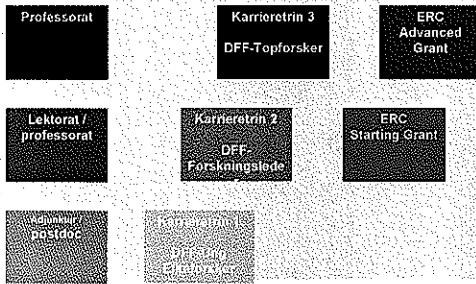 Professorat
Karrieretrin 3
DFF-Topforsker
ERC
Advanced
Grant
Lektorat /
professorat
Karrieretrin 2
DFF-
Forskningslede
ERC
Starting Grant
Adjunktur /
postdoc
Karrieretrin 1